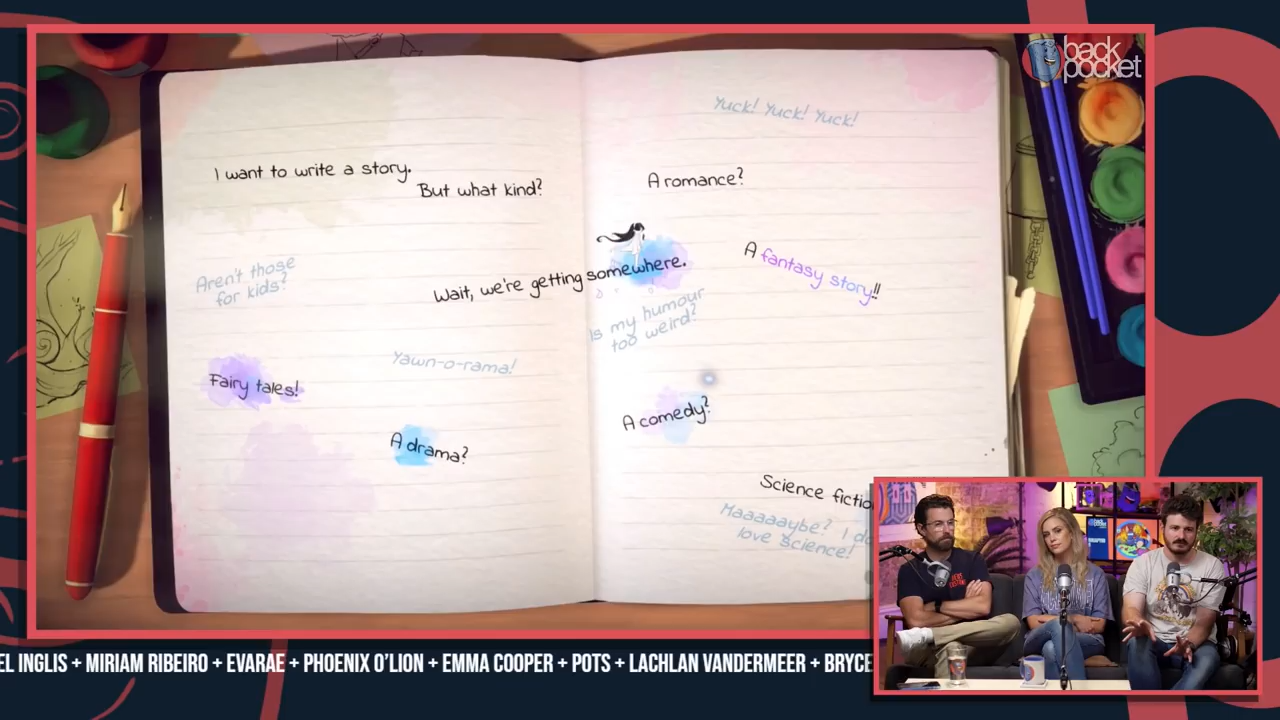 back
pocket
Yuck! Yuck! Yuck!
I want to write a story.
But what kind?
A romance?
Aren't those
for kids?
Wait, we're getting somewhere.
A fantasy story!!
Is my humour
too weird?
Yawn-o-rama!
Fairy tales!
A drama?
A comedy?
Science fictio
Maaaaaybe? I do
love science!
EL INGLIS + MIRIAM RIBEIRO + EVARAE + PHOENIX O'LION + EMMA COOPER + POTS + LACHLAN VANDERMEER + BRYCE